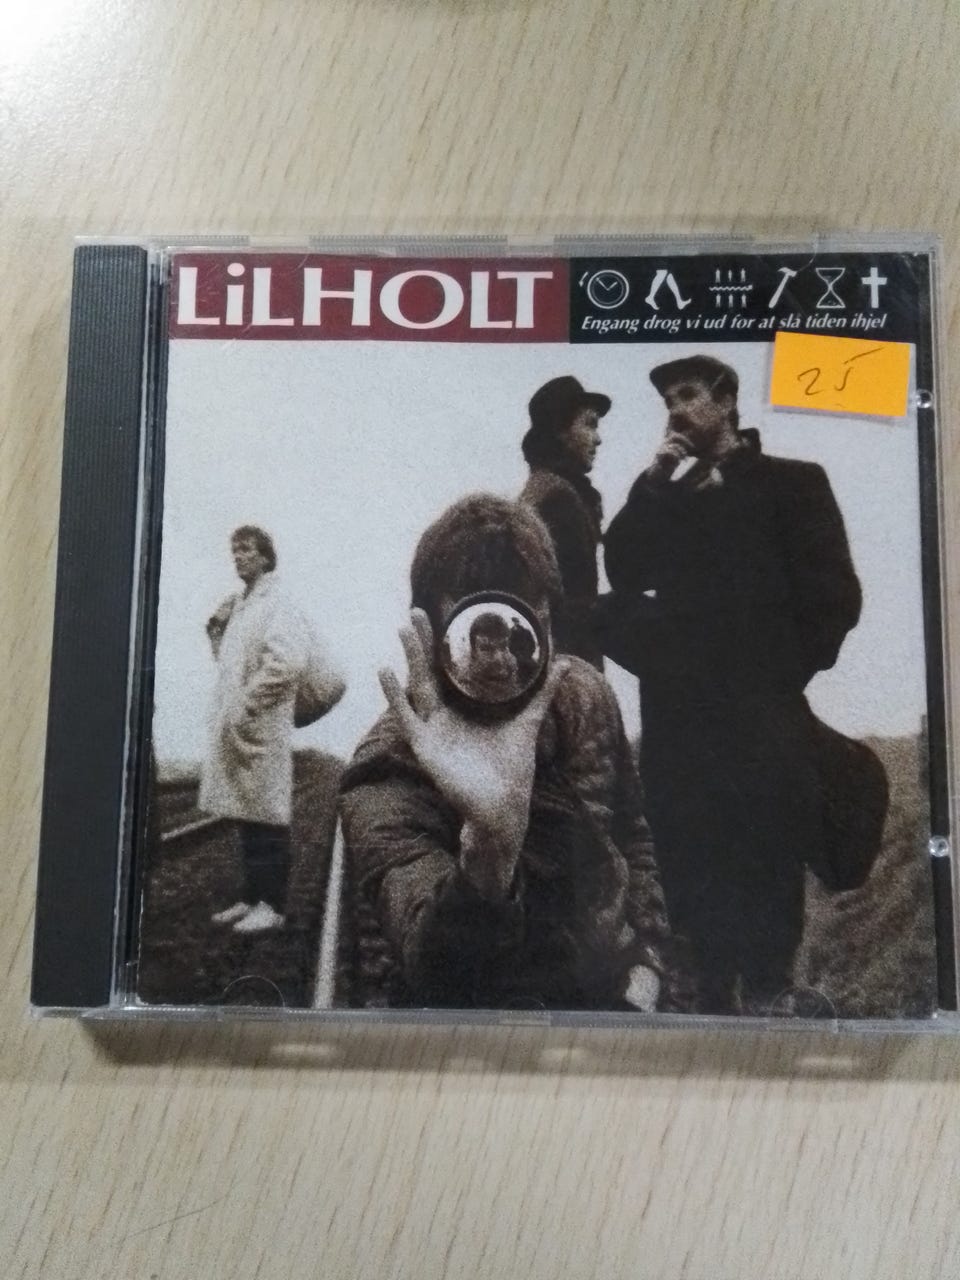 LiLHOLT
Engang drog vi ud for at slå tiden ihjel
25